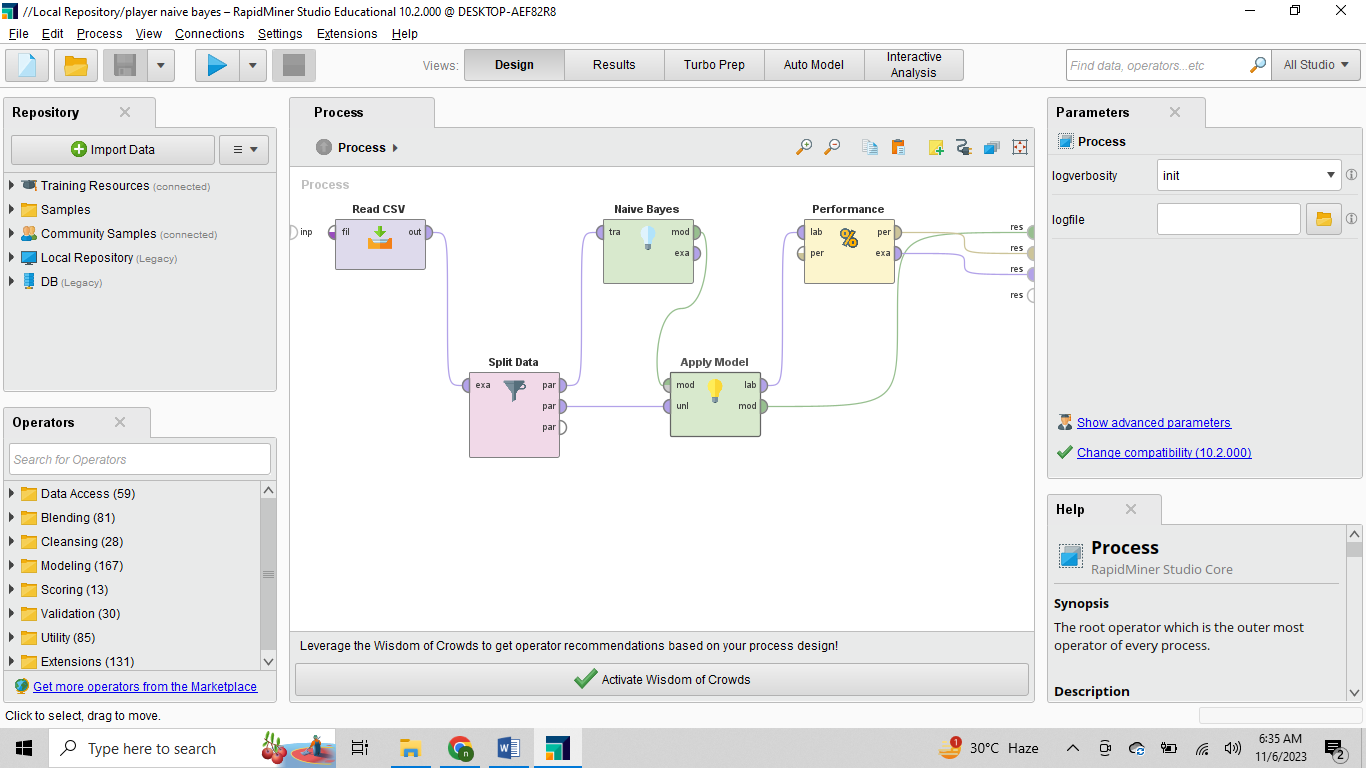 //Local Repository/player naive bayes – RapidMiner Studio Educational 10.2.000 @ DESKTOP-AEF82R8
File Edit Process View Connections Settings Extensions Help
Views: Design Results Turbo Prep Auto Model Interactive Analysis
Find data, operators...etc All Studio
Repository
Import Data
Training Resources (connected)
Samples
Community Samples (connected)
Local Repository (Legacy)
DB (Legacy)
Operators
Search for Operators
Data Access (59)
Blending (81)
Cleansing (28)
Modeling (167)
Scoring (13)
Validation (30)
Utility (85)
Extensions (131)
Get more operators from the Marketplace
Process
Process
Process
Read CSV Naive Bayes Performance
inp fil out tra mod lab per res
exa per exa res
res
res
Split Data Apply Model
exa par mod lab
par unl mod
par
Leverage the Wisdom of Crowds to get operator recommendations based on your process design!
Activate Wisdom of Crowds
Parameters
Process
logverbosity init
logfile
Show advanced parameters
Change compatibility (10.2.000)
Help
Process
RapidMiner Studio Core
Synopsis
The root operator which is the outer most
operator of every process.
Description
Click to select, drag to move.
Type here to search
1 30°C Haze
6:35 AM
11/6/2023
2